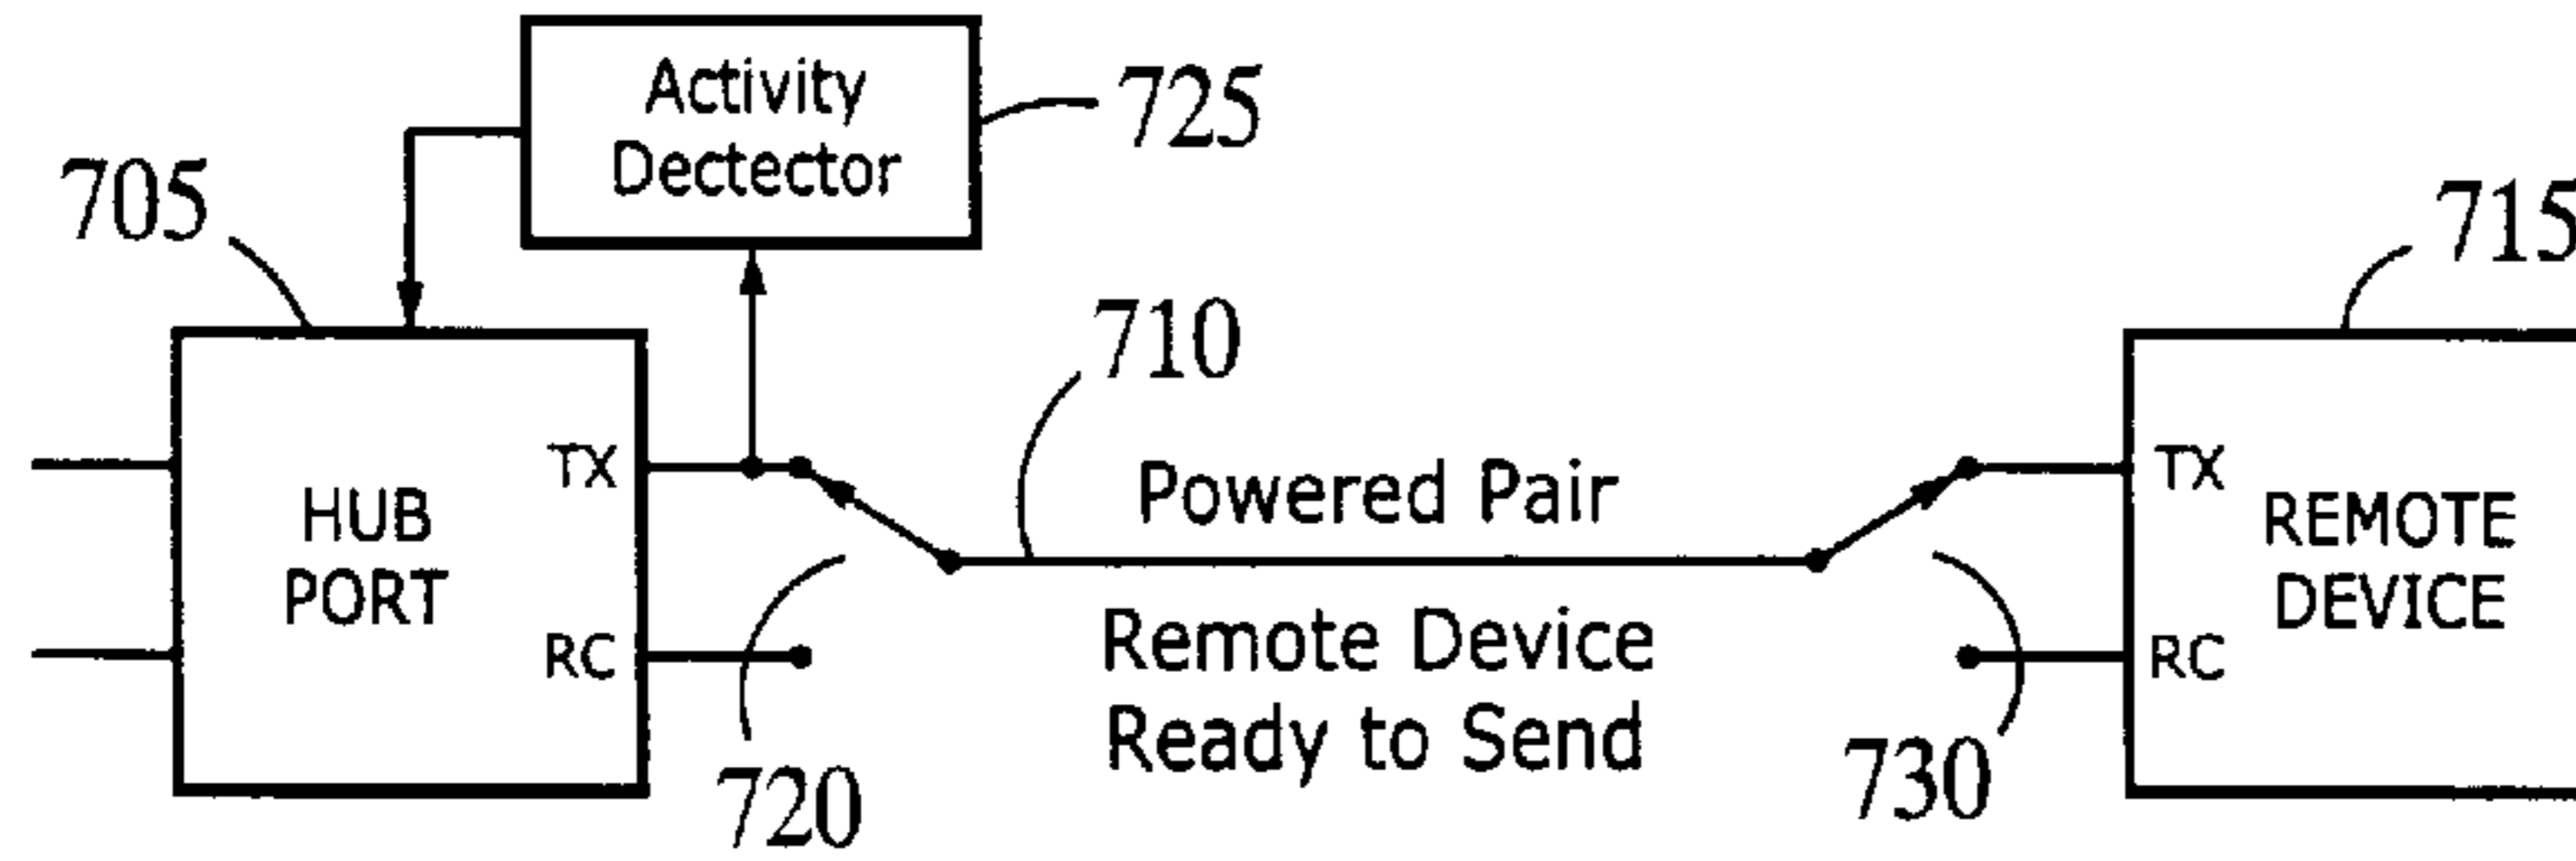 Activity
Dectector
725
705
715
710
HUB
PORT
TX
RC
Powered Pair
Remote Device
Ready to Send
TX
RC
REMOTE
DEVICE
720
730